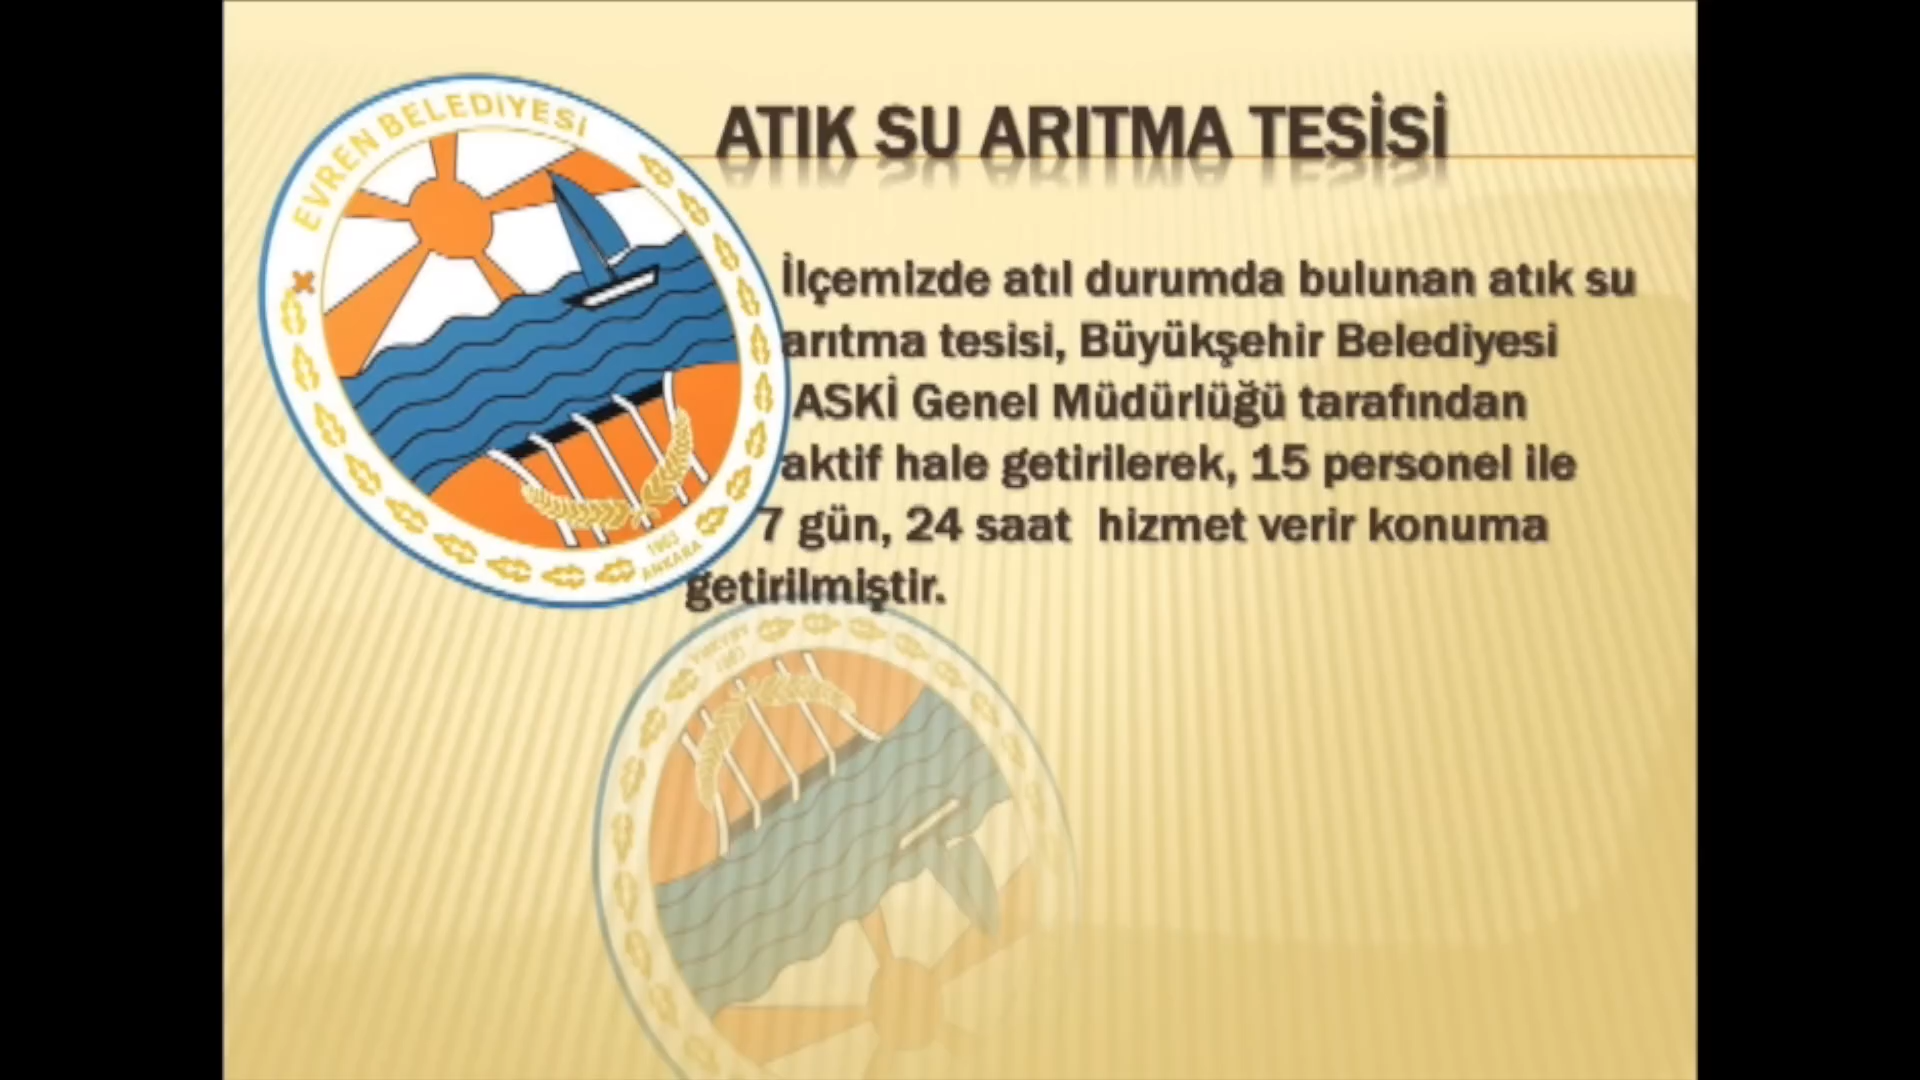 EVREN BELEDİYESİ
1963
ANKARA
ATIK SU ARITMA TESİSİ
İlçemizde atıl durumda bulunan atık su
arıtma tesisi, Büyükşehir Belediyesi
ASKİ Genel Müdürlüğü tarafından
aktif hale getirilerek, 15 personel ile
7 gün, 24 saat hizmet verir konuma
getirilmiştir.